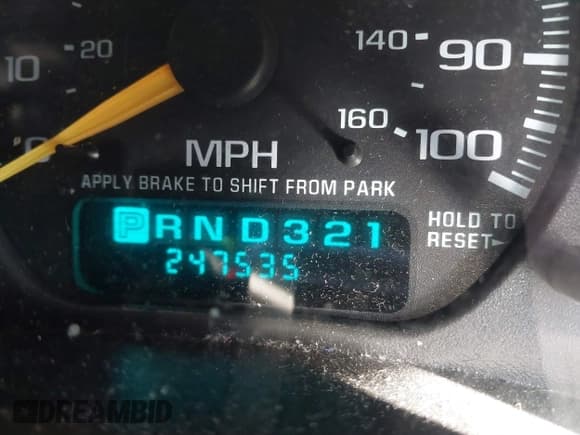 20
10
0
140
90
160
100
MPH
APPLY BRAKE TO SHIFT FROM PARK
PRND321
247535
HOLD TO
RESET
DREAMBID